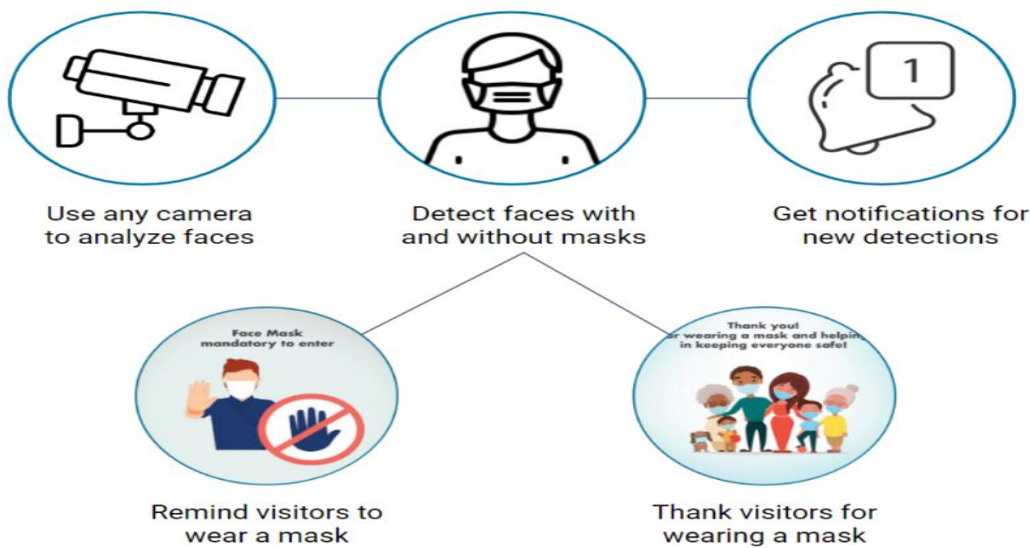 1
Use any camera
to analyze faces
Detect faces with
and without masks
Get notifications for
new detections
Face Mask
mandatory to enter
Thank you!
or wearing a mask and helping
in keeping everyone safe!
Remind visitors to
wear a mask
Thank visitors for
wearing a mask